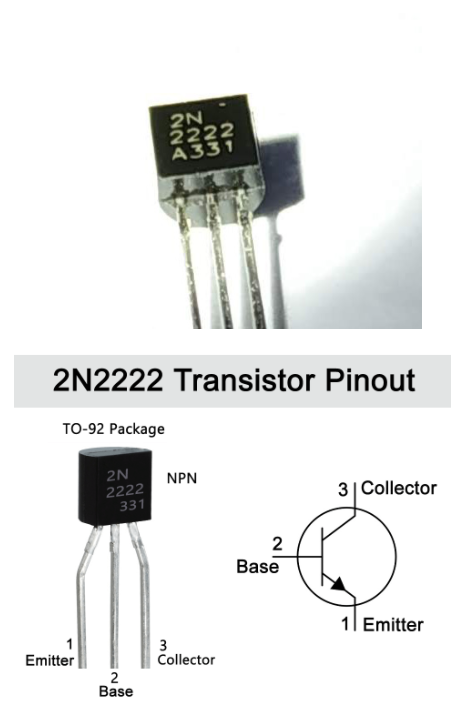 2N
2222
A331
2N2222 Transistor Pinout
TO-92 Package
2N
2222
331
NPN
1
Emitter
2
Base
3
Collector
3 Collector
2
Base
1 Emitter